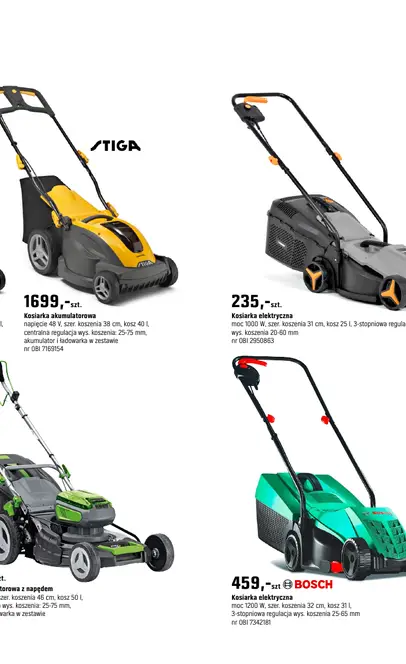 STIGA
STIGA
1699,-szt.
Kosiarka akumulatorowa
napięcie 48 V, szer. koszenia 38 cm, kosz 40 l,
centralna regulacja wys. koszenia: 25-75 mm,
akumulator i ładowarka w zestawie
nr OBI 7169154
235,-szt.
Kosiarka elektryczna
moc 1000 W, szer. koszenia 31 cm, kosz 25 l, 3-stopniowa regula
wys. koszenia 20-60 mm
nr OBI 2950863
zt.
torowa z napędem
zer. koszenia 46 cm, kosz 50 l,
wys. koszenia: 25-75 mm,
warka w zestawie
459,-szt BOSCH
Kosiarka elektryczna
moc 1200 W, szer. koszenia 32 cm, kosz 31 l,
3-stopniowa regulacja wys. koszenia 25-65 mm
nr OBI 7342181